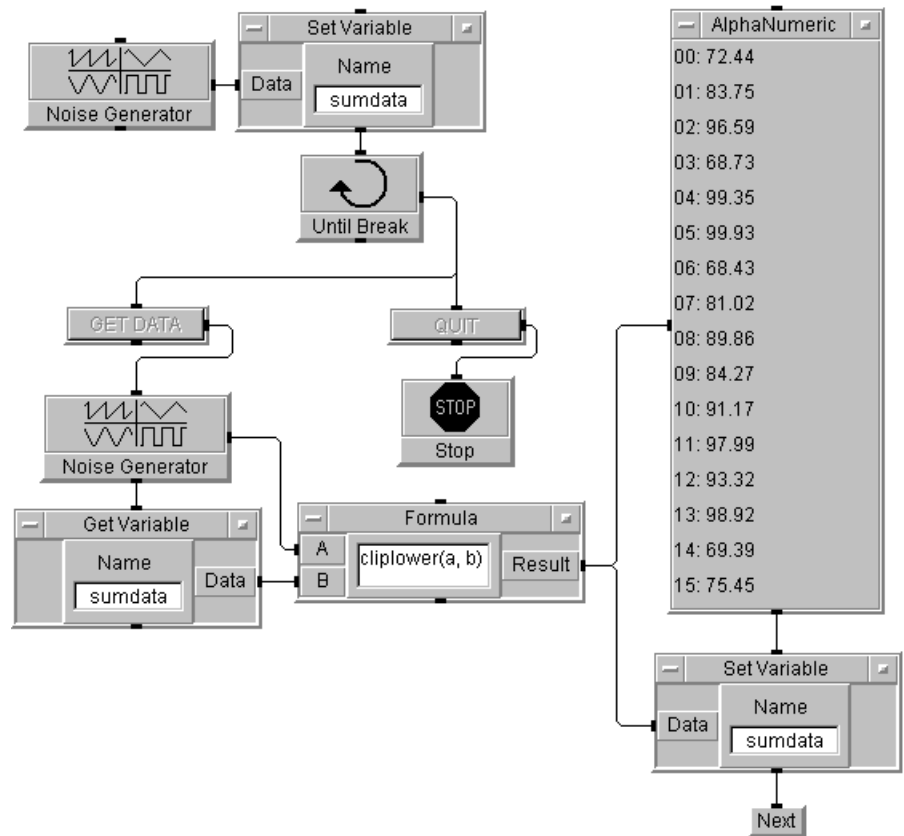 Set Variable
Name
Data
sumdata
Noise Generator
Until Break
GET DATA
QUIT
STOP
Stop
Noise Generator
Get Variable
Name
Data
sumdata
Formula
A
cliplower(a, b)
Result
B
AlphaNumeric
00: 72.44
01: 83.75
02: 96.59
03: 68.73
04: 99.35
05: 99.93
06: 68.43
07: 81.02
08: 89.86
09: 84.27
10: 91.17
11: 97.99
12: 93.32
13: 98.92
14: 69.39
15: 75.45
Set Variable
Name
Data
sumdata
Next